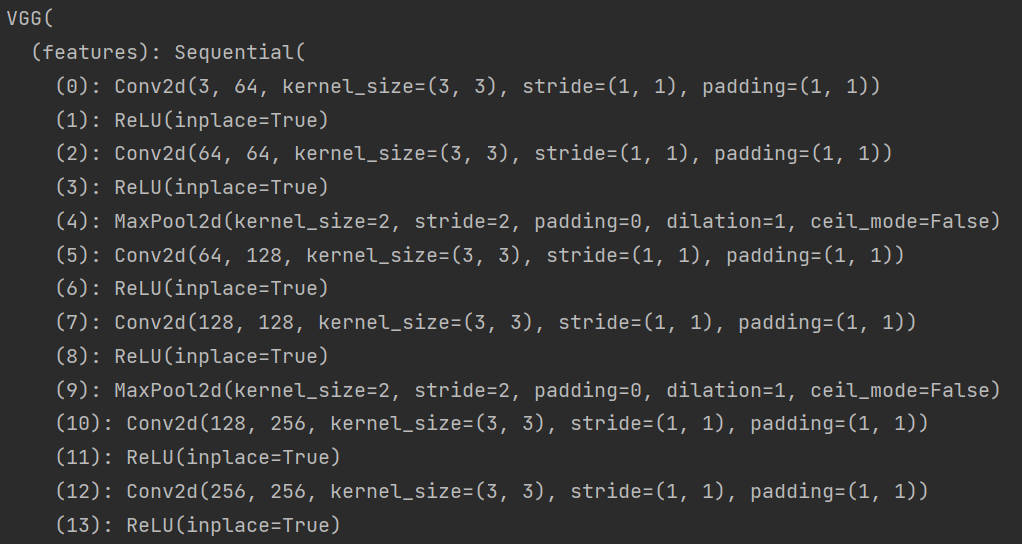 VGG(
  (features): Sequential(
    (0): Conv2d(3, 64, kernel_size=(3, 3), stride=(1, 1), padding=(1, 1))
    (1): ReLU(inplace=True)
    (2): Conv2d(64, 64, kernel_size=(3, 3), stride=(1, 1), padding=(1, 1))
    (3): ReLU(inplace=True)
    (4): MaxPool2d(kernel_size=2, stride=2, padding=0, dilation=1, ceil_mode=False)
    (5): Conv2d(64, 128, kernel_size=(3, 3), stride=(1, 1), padding=(1, 1))
    (6): ReLU(inplace=True)
    (7): Conv2d(128, 128, kernel_size=(3, 3), stride=(1, 1), padding=(1, 1))
    (8): ReLU(inplace=True)
    (9): MaxPool2d(kernel_size=2, stride=2, padding=0, dilation=1, ceil_mode=False)
    (10): Conv2d(128, 256, kernel_size=(3, 3), stride=(1, 1), padding=(1, 1))
    (11): ReLU(inplace=True)
    (12): Conv2d(256, 256, kernel_size=(3, 3), stride=(1, 1), padding=(1, 1))
    (13): ReLU(inplace=True)